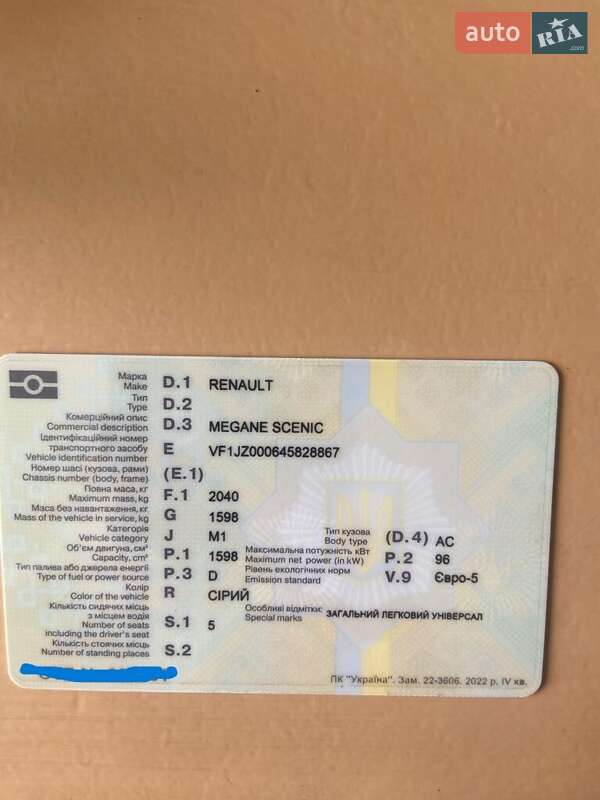 auto RIA .com
Марка
Make D.1 RENAULT
Тип
Type D.2
Комерційний опис
Commercial description D.3 MEGANE SCENIC
Ідентифікаційний номер
транспортного засобу
Vehicle identification number E VF1JZ000645828867
Номер шасі (кузова, рами)
Chassis number (body, frame) (E.1)
Повна маса, кг
Maximum mass, kg F.1 2040
Маса без навантаження, кг
Mass of the vehicle in service, kg G 1598
Категорія
Vehicle category J M1
Тип кузова
Body type (D.4) AC
Об'єм двигуна, см³
Capacity, cm³ P.1 1598
Максимальна потужність кВт
Maximum net power (in kW) P.2 96
Тип палива або джерела енергії
Type of fuel or power source P.3 D
Рівень екологічних норм
Emission standard V.9 Євро-5
Колір
Color of the vehicle R СІРИЙ
Кількість сидячих місць
з місцем водія
Number of seats
including the driver's seat S.1 5
Особливі відмітки:
Special marks ЗАГАЛЬНИЙ ЛЕГКОВИЙ УНІВЕРСАЛ
Кількість стоячих місць
Number of standing places S.2
ПК "Україна". Зам. 22-3606. 2022 р. IV кв.